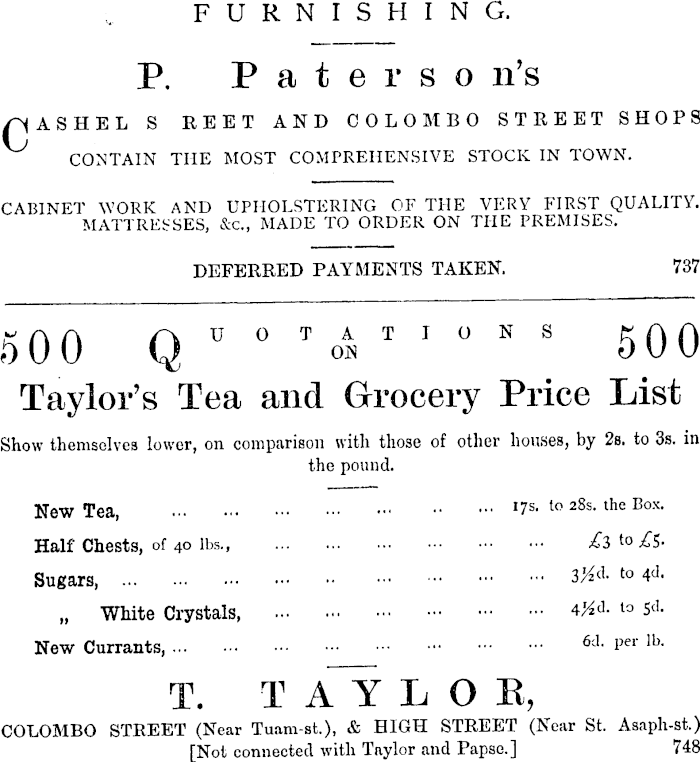 FURNISHING.
P. Paterson's
CASHEL S REET AND COLOMBO STREET SHOPS
CONTAIN THE MOST COMPREHENSIVE STOCK IN TOWN.
CABINET WORK AND UPHOLSTERING OF THE VERY FIRST QUALITY.
MATTRESSES, &c., MADE TO ORDER ON THE PREMISES.
DEFERRED PAYMENTS TAKEN. 737
500 QUOTATIONS 500
ON
Taylor's Tea and Grocery Price List
Show themselves lower, on comparison with those of other houses, by 2s. to 3s. in
the pound.
New Tea, ... ... ... ... ... .. ... 17s. to 28s. the Box.
Half Chests, of 40 lbs., ... ... ... ... ... ... ... £3 to £5.
Sugars, ... ... ... ... .. ... ... ... ... 3½d. to 4d.
„ White Crystals, ... ... ... ... ... ... ... 4½d. to 5d.
New Currants, ... ... ... ... ... ... ... ... 6d. per lb.
T. TAYLOR,
COLOMBO STREET (Near Tuam-st.), & HIGH STREET (Near St. Asaph-st.)
[Not connected with Taylor and Papse.] 748